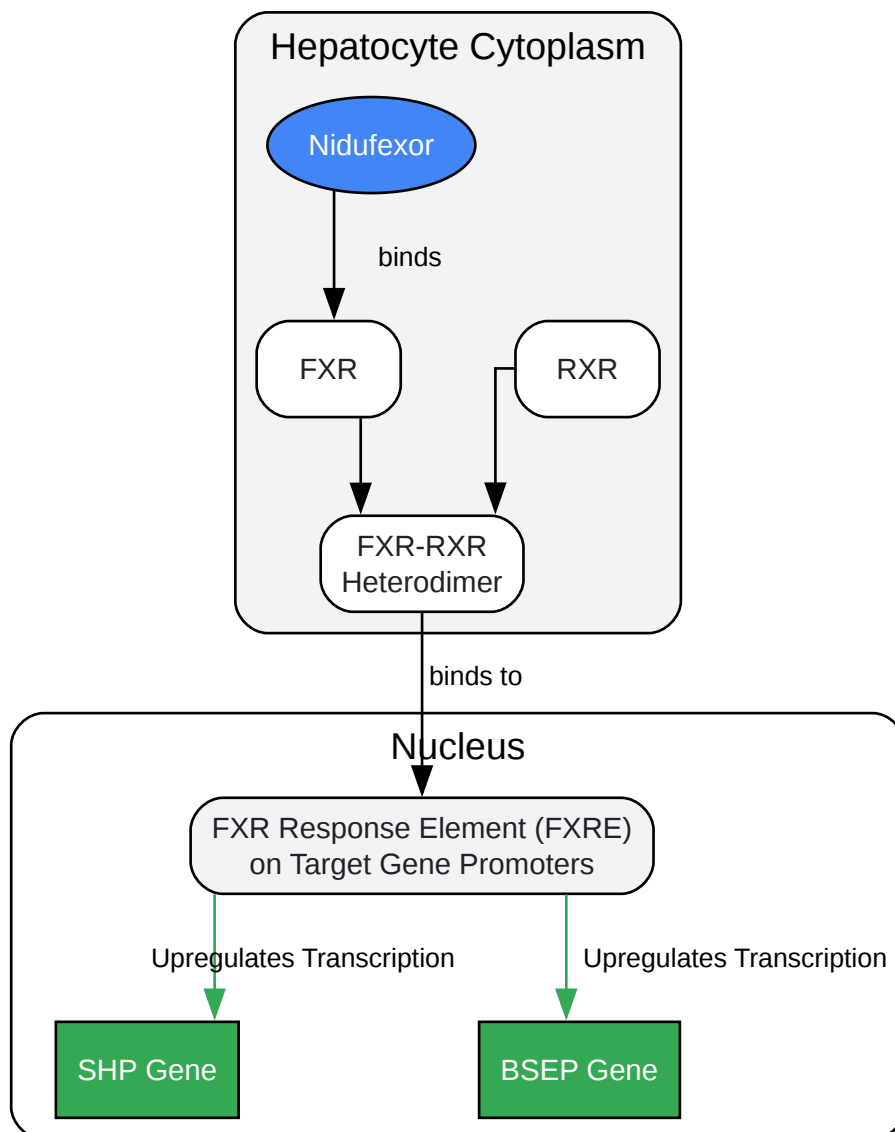 Hepatocyte Cytoplasm
Nidufexor
binds
FXR
RXR
FXR-RXR
Heterodimer
binds to
Nucleus
FXR Response Element (FXRE)
on Target Gene Promoters
Upregulates Transcription
Upregulates Transcription
SHP Gene
BSEP Gene